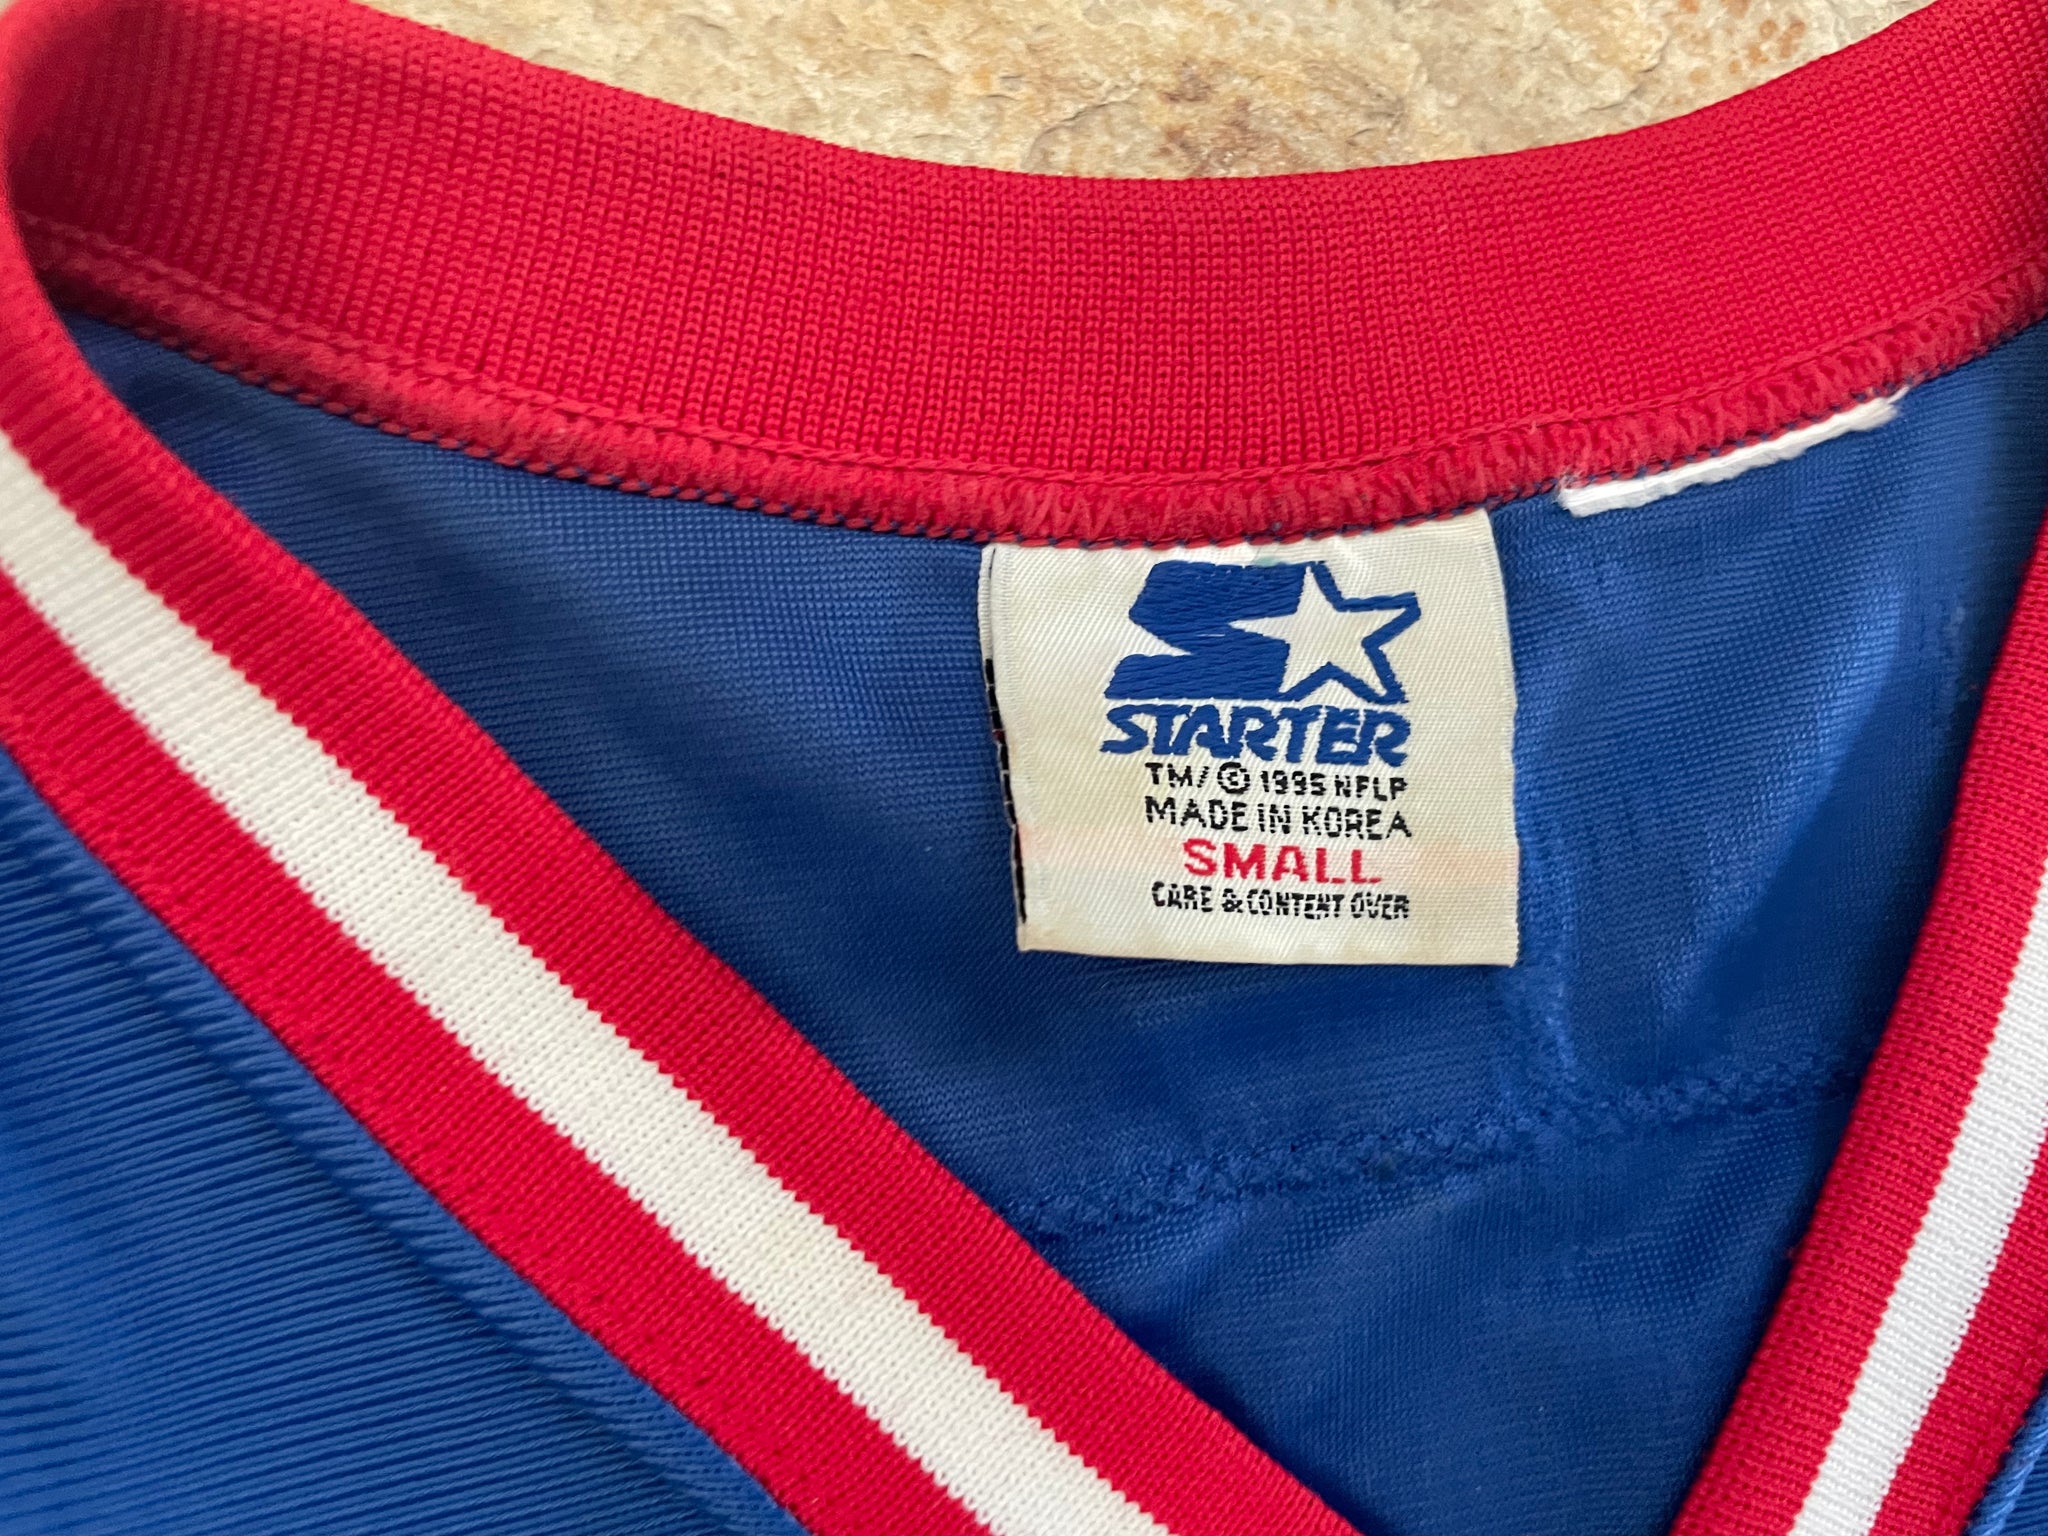 STARTER
TM/© 1995 NFLP
MADE IN KOREA
SMALL
CARE & CONTENT OVER